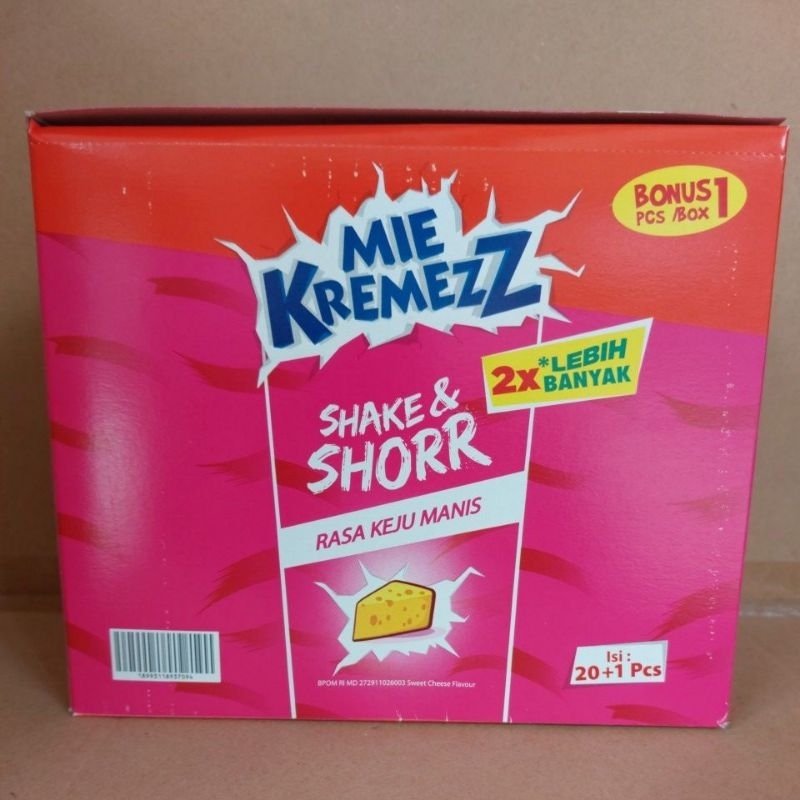 BONUS 1
PCS /BOX
MIE
KREMEZZ
2x *LEBIH
BANYAK
SHAKE &
SHORR
RASA KEJU MANIS
Isi :
20+1 Pcs
BPOM RI MD 272911026003 Sweet Cheese Flavour